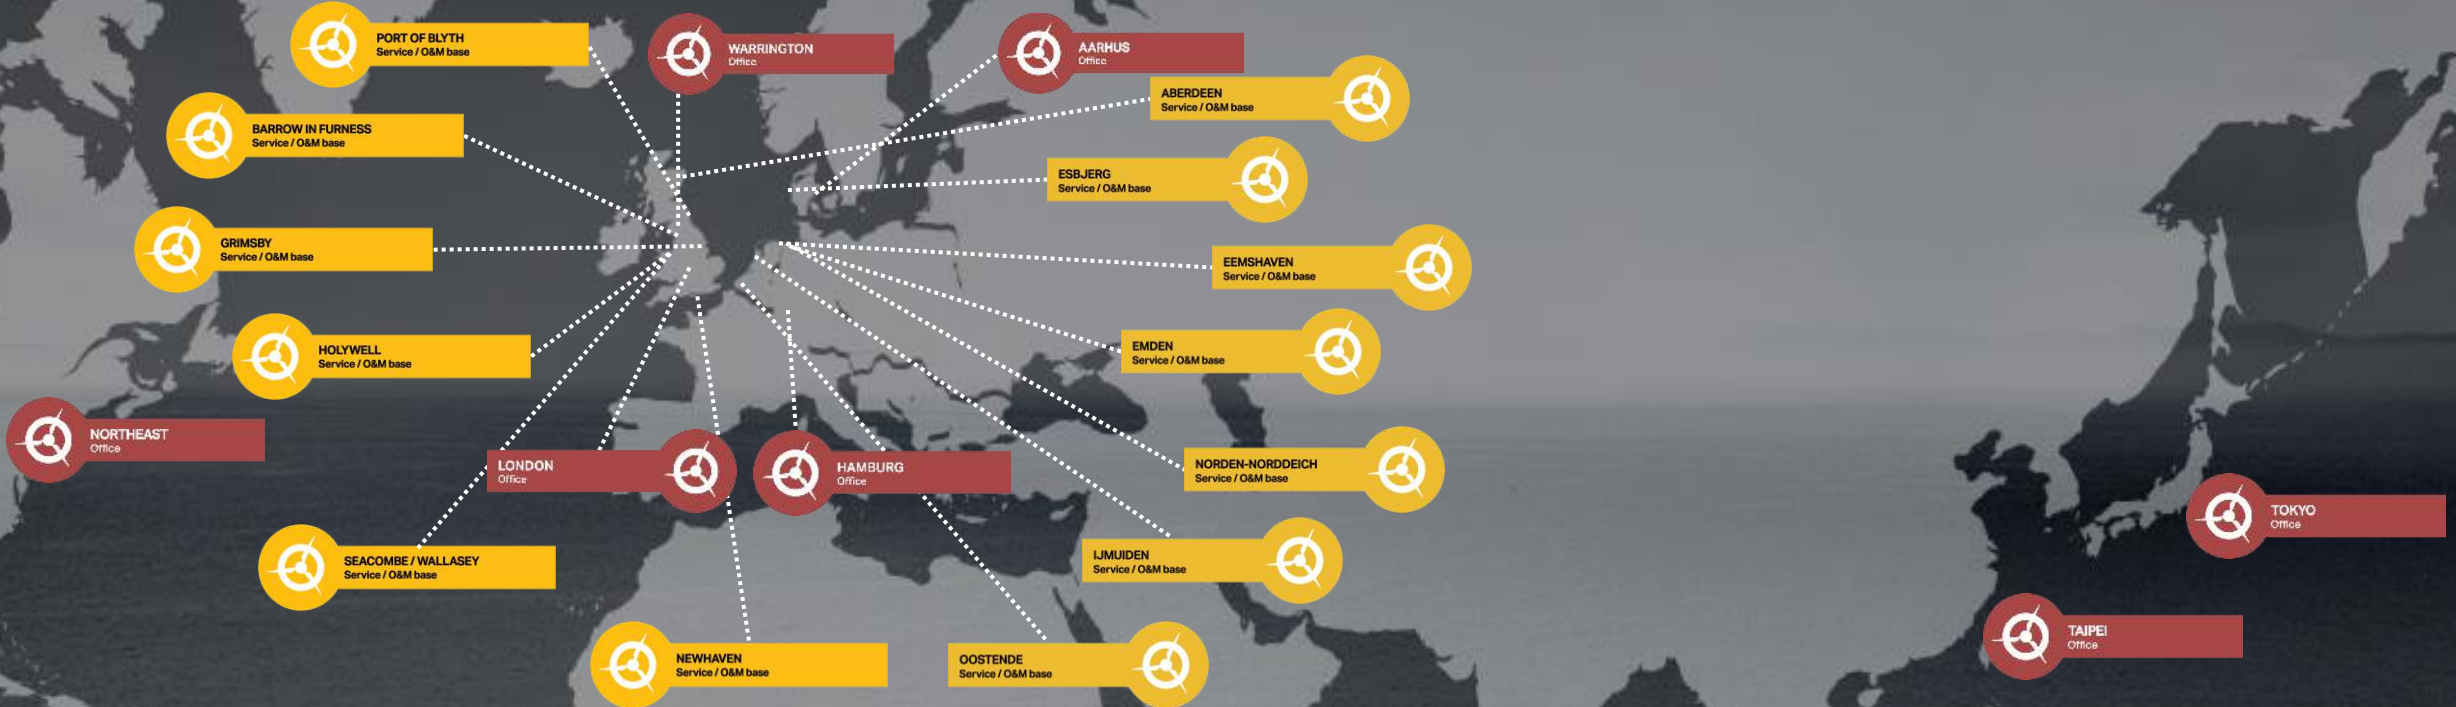 PORT OF BLYTH
Service / O&M base
WARRINGTON
Office
AARHUS
Office
ABERDEEN
Service / O&M base
BARROW IN FURNESS
Service / O&M base
ESBJERG
Service / O&M base
GRIMSBY
Service / O&M base
EEMSHAVEN
Service / O&M base
HOLYWELL
Service / O&M base
EMDEN
Service / O&M base
NORTHEAST
Office
LONDON
Office
HAMBURG
Office
NORDEN-NORDDEICH
Service / O&M base
TOKYO
Office
SEACOMBE / WALLASEY
Service / O&M base
IJMUIDEN
Service / O&M base
TAIPEI
Office
NEWHAVEN
Service / O&M base
OOSTENDE
Service / O&M base